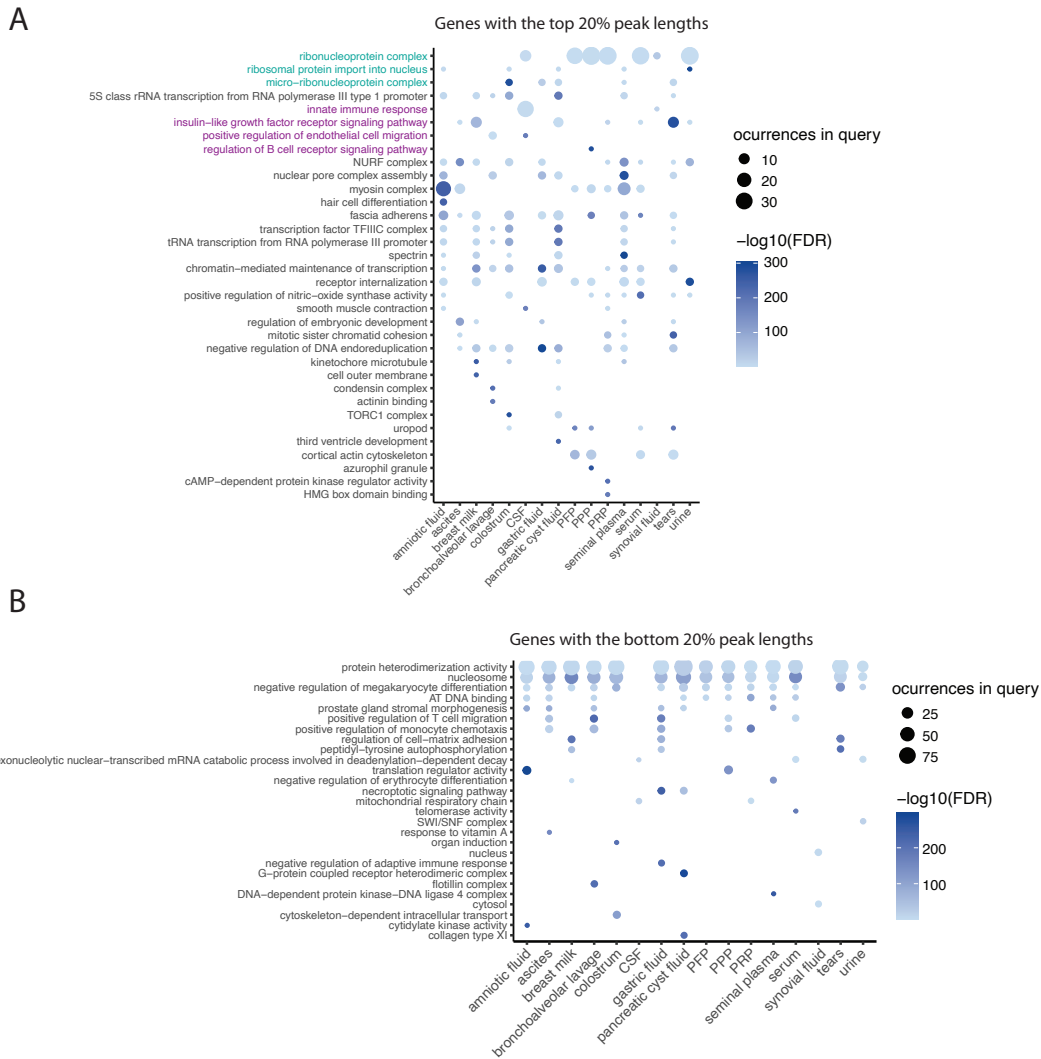 A
Genes with the top 20% peak lengths
ribonucleoprotein complex
ribosomal protein import into nucleus
micro−ribonucleoprotein complex
5S class rRNA transcription from RNA polymerase III type 1 promoter
innate immune response
insulin−like growth factor receptor signaling pathway
positive regulation of endothelial cell migration
regulation of B cell receptor signaling pathway
NURF complex
nuclear pore complex assembly
myosin complex
hair cell differentiation
fascia adherens
transcription factor TFIIIC complex
tRNA transcription from RNA polymerase III promoter
spectrin
chromatin−mediated maintenance of transcription
receptor internalization
positive regulation of nitric−oxide synthase activity
smooth muscle contraction
regulation of embryonic development
mitotic sister chromatid cohesion
negative regulation of DNA endoreduplication
kinetochore microtubule
cell outer membrane
condensin complex
actinin binding
TORC1 complex
uropod
third ventricle development
cortical actin cytoskeleton
azurophil granule
cAMP−dependent protein kinase regulator activity
HMG box domain binding
amniotic fluid
ascites
breast milk
bronchoalveolar lavage
colostrum
CSF
gastric fluid
pancreatic cyst fluid
PFP
PPP
PRP
seminal plasma
serum
synovial fluid
tears
urine
ocurrences in query
10
20
30
−log10(FDR)
300
200
100
B
Genes with the bottom 20% peak lengths
protein heterodimerization activity
nucleosome
negative regulation of megakaryocyte differentiation
AT DNA binding
prostate gland stromal morphogenesis
positive regulation of T cell migration
positive regulation of monocyte chemotaxis
regulation of cell−matrix adhesion
peptidyl−tyrosine autophosphorylation
xonucleolytic nuclear−transcribed mRNA catabolic process involved in deadenylation−dependent decay
translation regulator activity
negative regulation of erythrocyte differentiation
necroptotic signaling pathway
mitochondrial respiratory chain
telomerase activity
SWI/SNF complex
response to vitamin A
organ induction
nucleus
negative regulation of adaptive immune response
G−protein coupled receptor heterodimeric complex
flotillin complex
DNA−dependent protein kinase−DNA ligase 4 complex
cytosol
cytoskeleton−dependent intracellular transport
cytidylate kinase activity
collagen type XI
amniotic fluid
ascites
breast milk
bronchoalveolar lavage
colostrum
CSF
gastric fluid
pancreatic cyst fluid
PFP
PPP
PRP
seminal plasma
serum
synovial fluid
tears
urine
ocurrences in query
25
50
75
−log10(FDR)
200
100